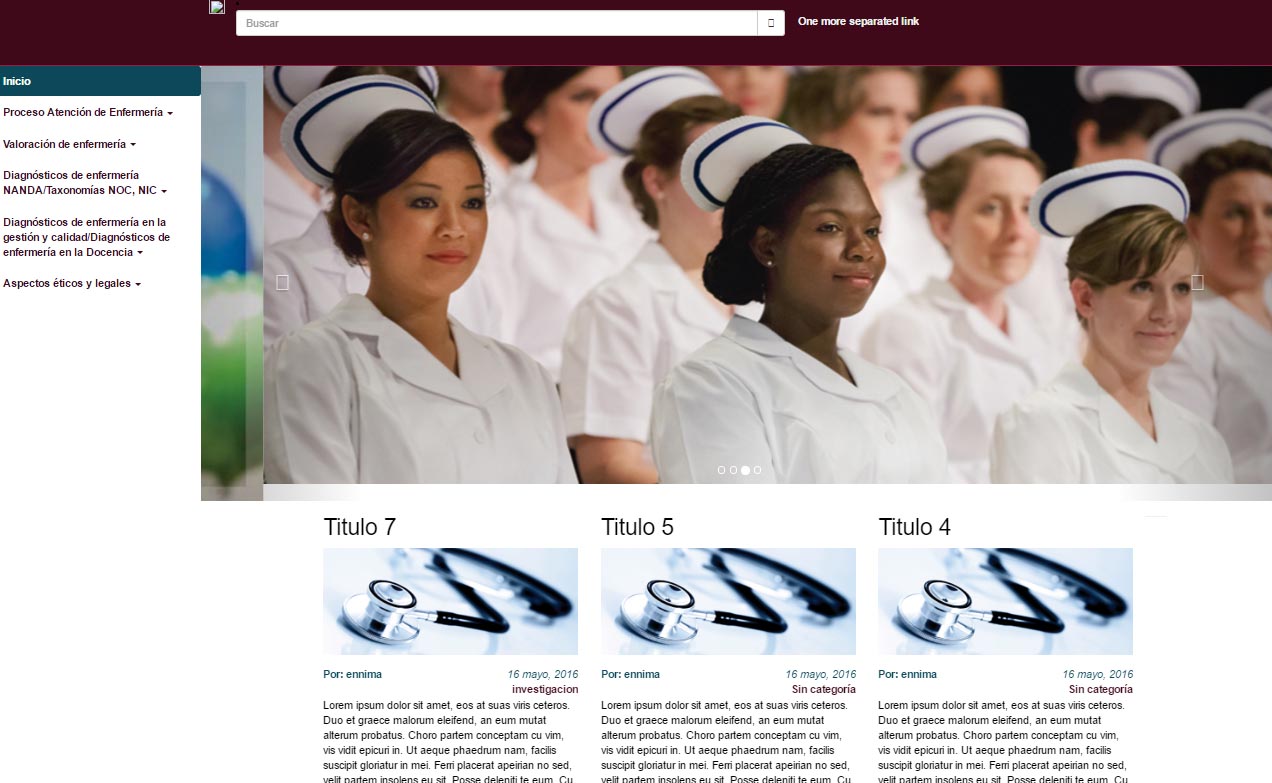 Buscar
One more separated link
Inicio
Proceso Atención de Enfermería
Valoración de enfermería
Diagnósticos de enfermería
NANDA/Taxonomías NOC, NIC
Diagnósticos de enfermería en la
gestión y calidad/Diagnósticos de
enfermería en la Docencia
Aspectos éticos y legales
Titulo 7
Por: ennima 16 mayo, 2016
investigacion
Lorem ipsum dolor sit amet, eos at suas viris ceteros.
Duo et graece malorum eleifend, an eum mutat
alterum probatus. Choro partem conceptam cu vim,
vis vidit epicuri in. Ut aeque phaedrum nam, facilis
suscipit gloriatur in mei. Ferri placerat apeirian no sed,
velit partem insolens eu sit. Posse deleniti te eum. Cu
Titulo 5
Por: ennima 16 mayo, 2016
Sin categoría
Lorem ipsum dolor sit amet, eos at suas viris ceteros.
Duo et graece malorum eleifend, an eum mutat
alterum probatus. Choro partem conceptam cu vim,
vis vidit epicuri in. Ut aeque phaedrum nam, facilis
suscipit gloriatur in mei. Ferri placerat apeirian no sed,
velit partem insolens eu sit. Posse deleniti te eum. Cu
Titulo 4
Por: ennima 16 mayo, 2016
Sin categoría
Lorem ipsum dolor sit amet, eos at suas viris ceteros.
Duo et graece malorum eleifend, an eum mutat
alterum probatus. Choro partem conceptam cu vim,
vis vidit epicuri in. Ut aeque phaedrum nam, facilis
suscipit gloriatur in mei. Ferri placerat apeirian no sed,
velit partem insolens eu sit. Posse deleniti te eum. Cu